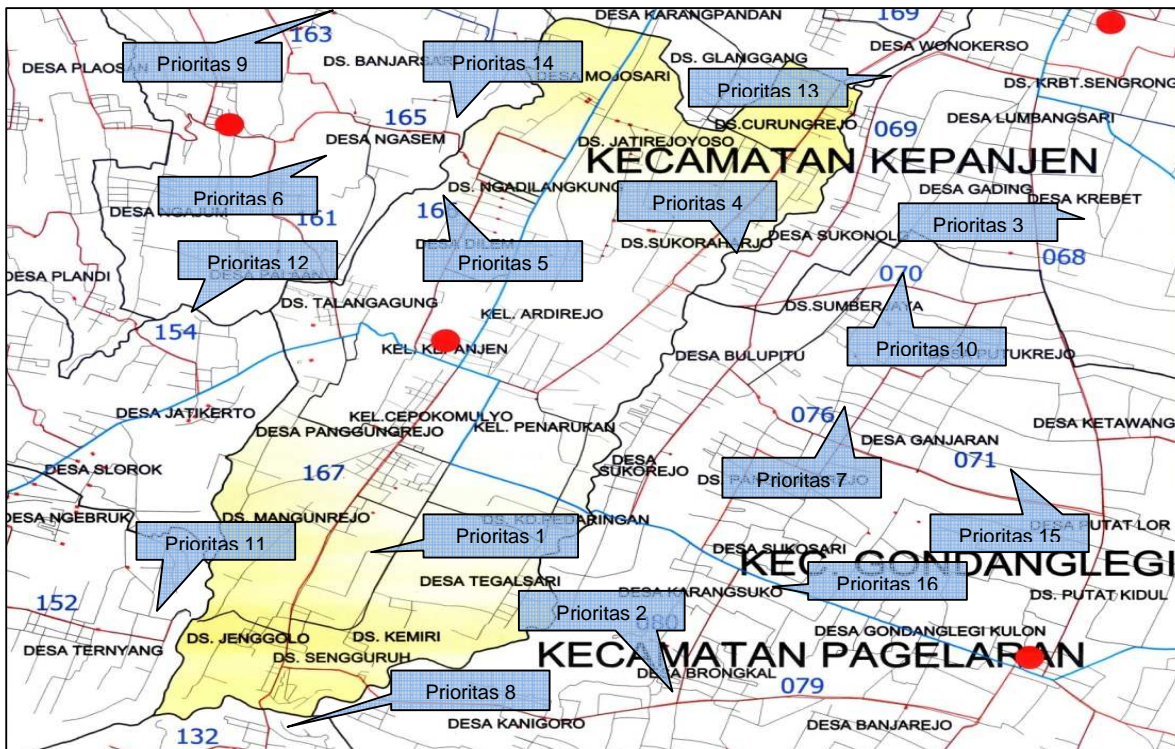 DESA KARANGPANDAN
169
163
DESA WONOKERSO
Prioritas 9
DS. BANJARSARI
Prioritas 14
DS. GLANGGANG
DESA PLAOSAN
DESA MOJOSARI
DS. KRBT.SENGRONG
Prioritas 13
165
DS.CURUNGREJO
069
DESA LUMBANGSARI
DESA NGASEM
DS. JATIREJOYOSO
KECAMATAN KEPANJEN
Prioritas 6
DS. NGADILANGKUNG
DESA GADING
DESA KREBET
DESA NGAJUM
161
Prioritas 4
Prioritas 3
DESA DILEM
DS.SUKORAHARJO
DESA SUKONOLO
068
Prioritas 12
Prioritas 5
DESA PLANDI
070
DS. TALANGAGUNG
DS.SUMBERJAYA
KEL. ARDIREJO
154
KEL. KEPANJEN
DESA BULUPITU
Prioritas 10
PUTUKREJO
DESA JATIKERTO
KEL.CEPOKOMULYO
076
DESA PANGGUNGREJO
KEL. PENARUKAN
DESA KETAWANG
DESA GANJARAN
DESA SLOROK
167
DESA
SUKOREJO
071
Prioritas 7
DESA NGEBRUK
DS. MANGUNREJO
DS. KD.PEDARINGAN
DESA PUTAT LOR
Prioritas 11
Prioritas 1
Prioritas 15
DESA SUKOSARI
KEC. GONDANGLEGI
DESA TEGALSARI
Prioritas 16
DESA KARANGSUKO
DS. PUTAT KIDUL
152
Prioritas 2
080
DESA TERNYANG
DS. JENGGOLO
DS. KEMIRI
DESA GONDANGLEGI KULON
DS. SENGGURUH
KECAMATAN PAGELARAN
DESA BRONGKAL
Prioritas 8
079
DESA KANIGORO
DESA BANJAREJO
132